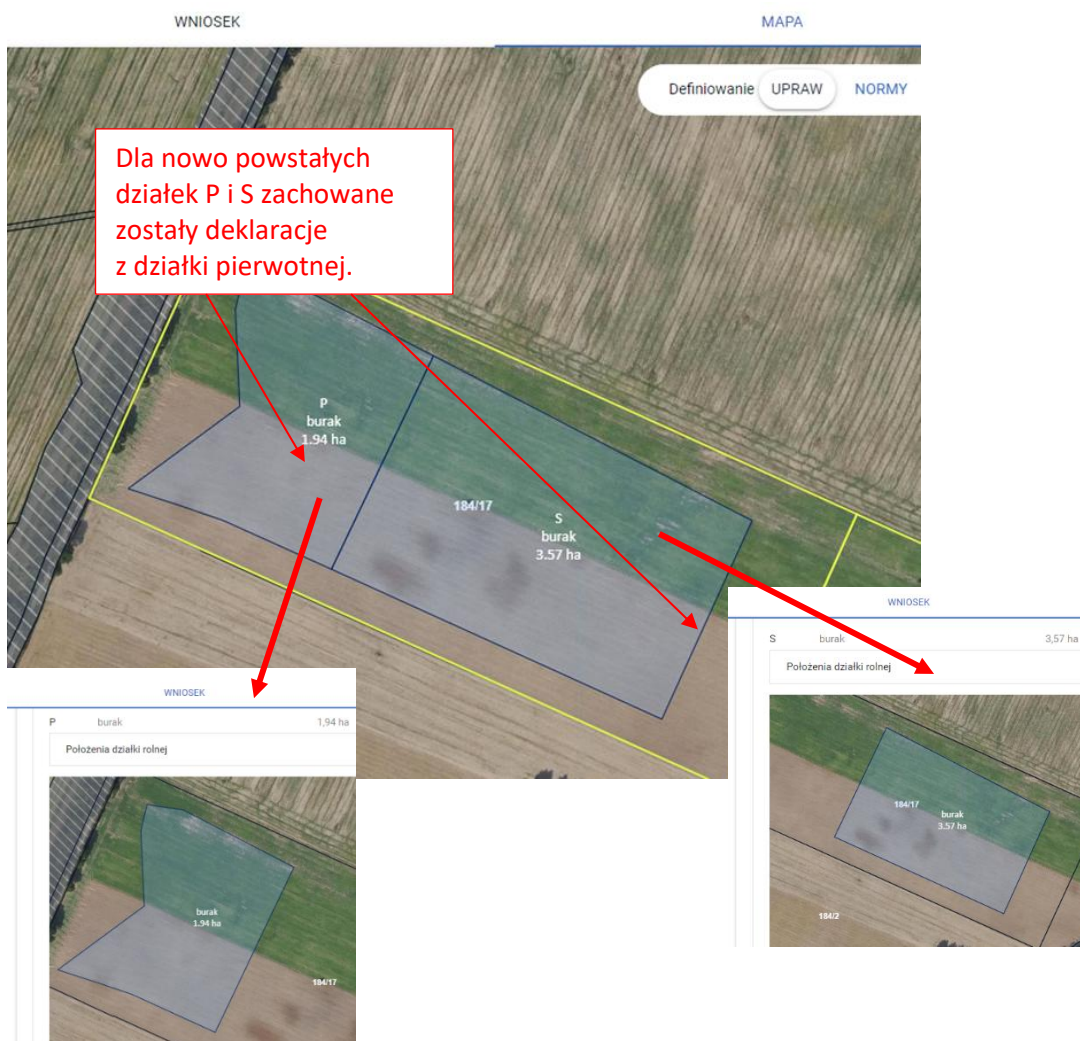 WNIOSEK
MAPA
Definiowanie UPRAW NORMY
Dla nowo powstałych
działek P i S zachowane
zostały deklaracje
z działki pierwotnej.
P
burak
1.94 ha
184/17
S
burak
3.57 ha
WNIOSEK
S burak 3,57 ha
Położenia działki rolnej
184/17
burak
3.57 ha
184/2
WNIOSEK
P burak 1,94 ha
Położenia działki rolnej
burak
1.94 ha
184/17